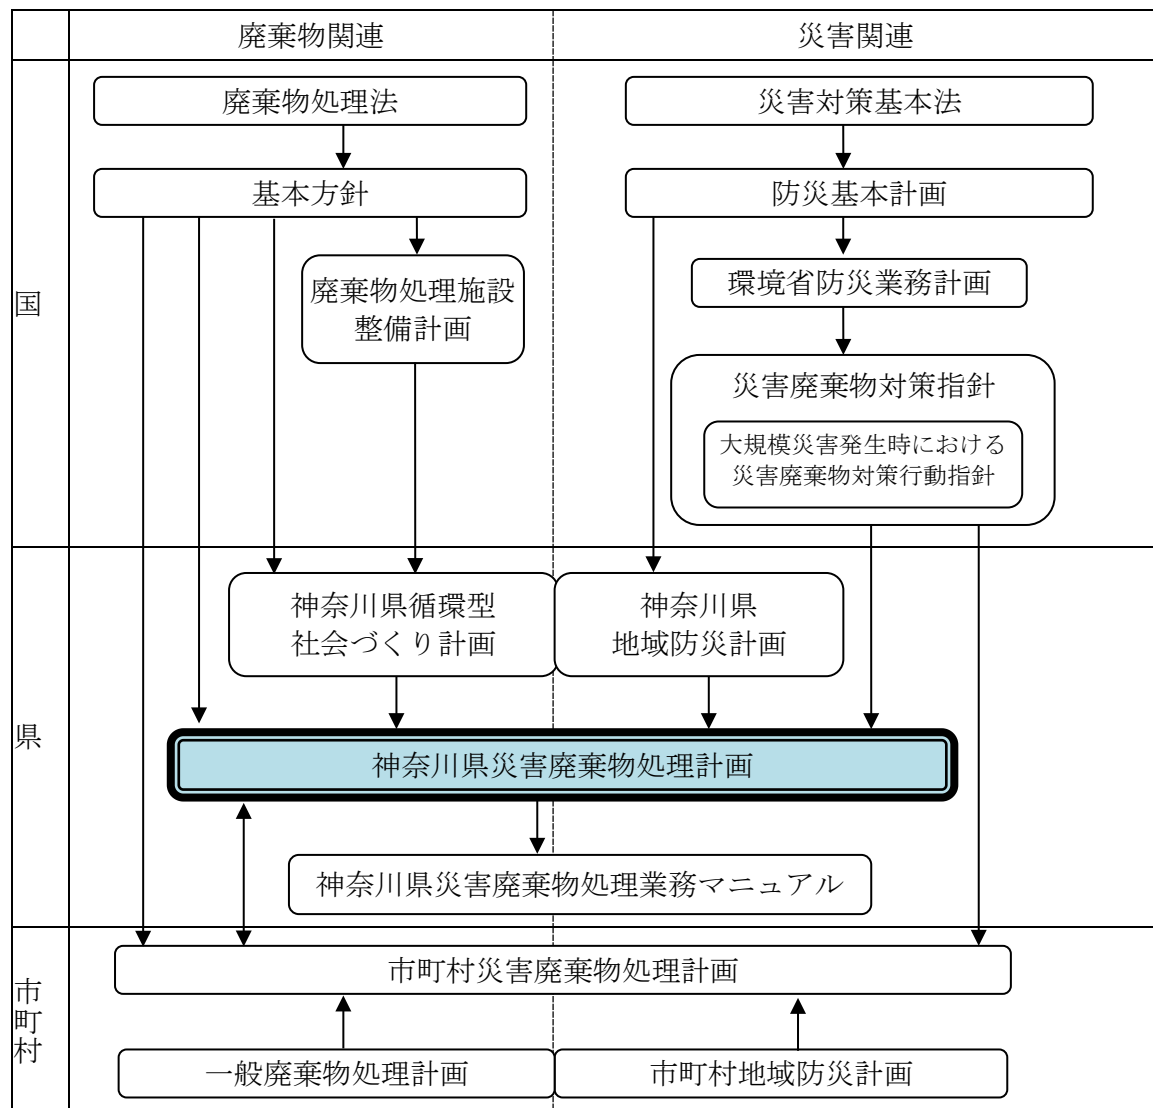 廃棄物関連
災害関連
国
廃棄物処理法
災害対策基本法
基本方針
防災基本計画
廃棄物処理施設
整備計画
環境省防災業務計画
災害廃棄物対策指針
大規模災害発生時における
災害廃棄物対策行動指針
県
神奈川県循環型
社会づくり計画
神奈川県
地域防災計画
神奈川県災害廃棄物処理計画
神奈川県災害廃棄物処理業務マニュアル
市
町
村
市町村災害廃棄物処理計画
一般廃棄物処理計画
市町村地域防災計画